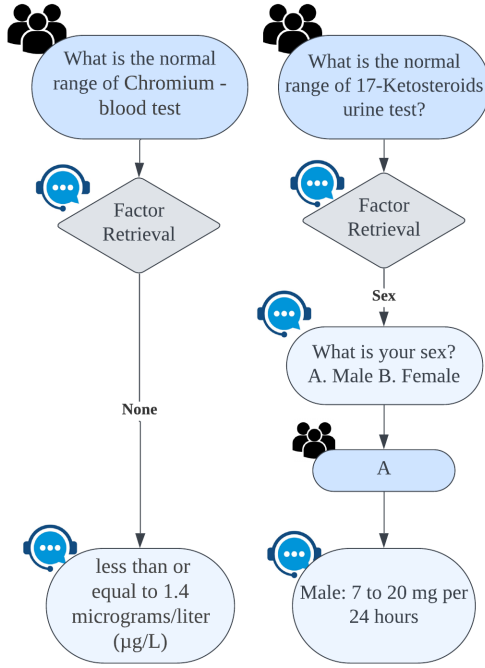 What is the normal
range of Chromium -
blood test
Factor
Retrieval
None
less than or
equal to 1.4
micrograms/liter
(µg/L)
What is the normal
range of 17-Ketosteroids
urine test?
Factor
Retrieval
Sex
What is your sex?
A. Male B. Female
A
Male: 7 to 20 mg per
24 hours